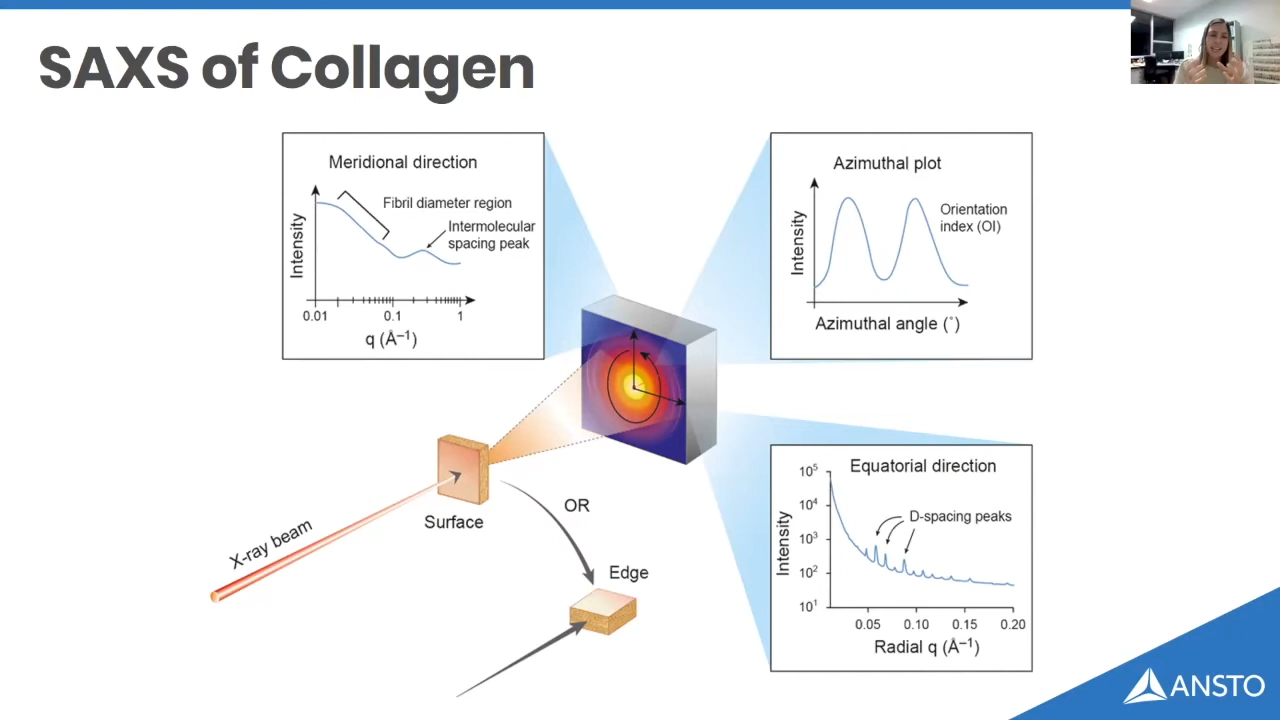 SAXS of Collagen
Meridional direction
Fibril diameter region
Intermolecular
spacing peak
Intensity
0.01
0.1
1
q (Å–1)
Azimuthal plot
Orientation
index (OI)
Intensity
Azimuthal angle (°)
X-ray beam
Surface
OR
Edge
Equatorial direction
D-spacing peaks
Intensity
10⁵
10⁴
10³
10²
10¹
0.05
0.10
0.15
0.20
Radial q (Å–1)
ANSTO